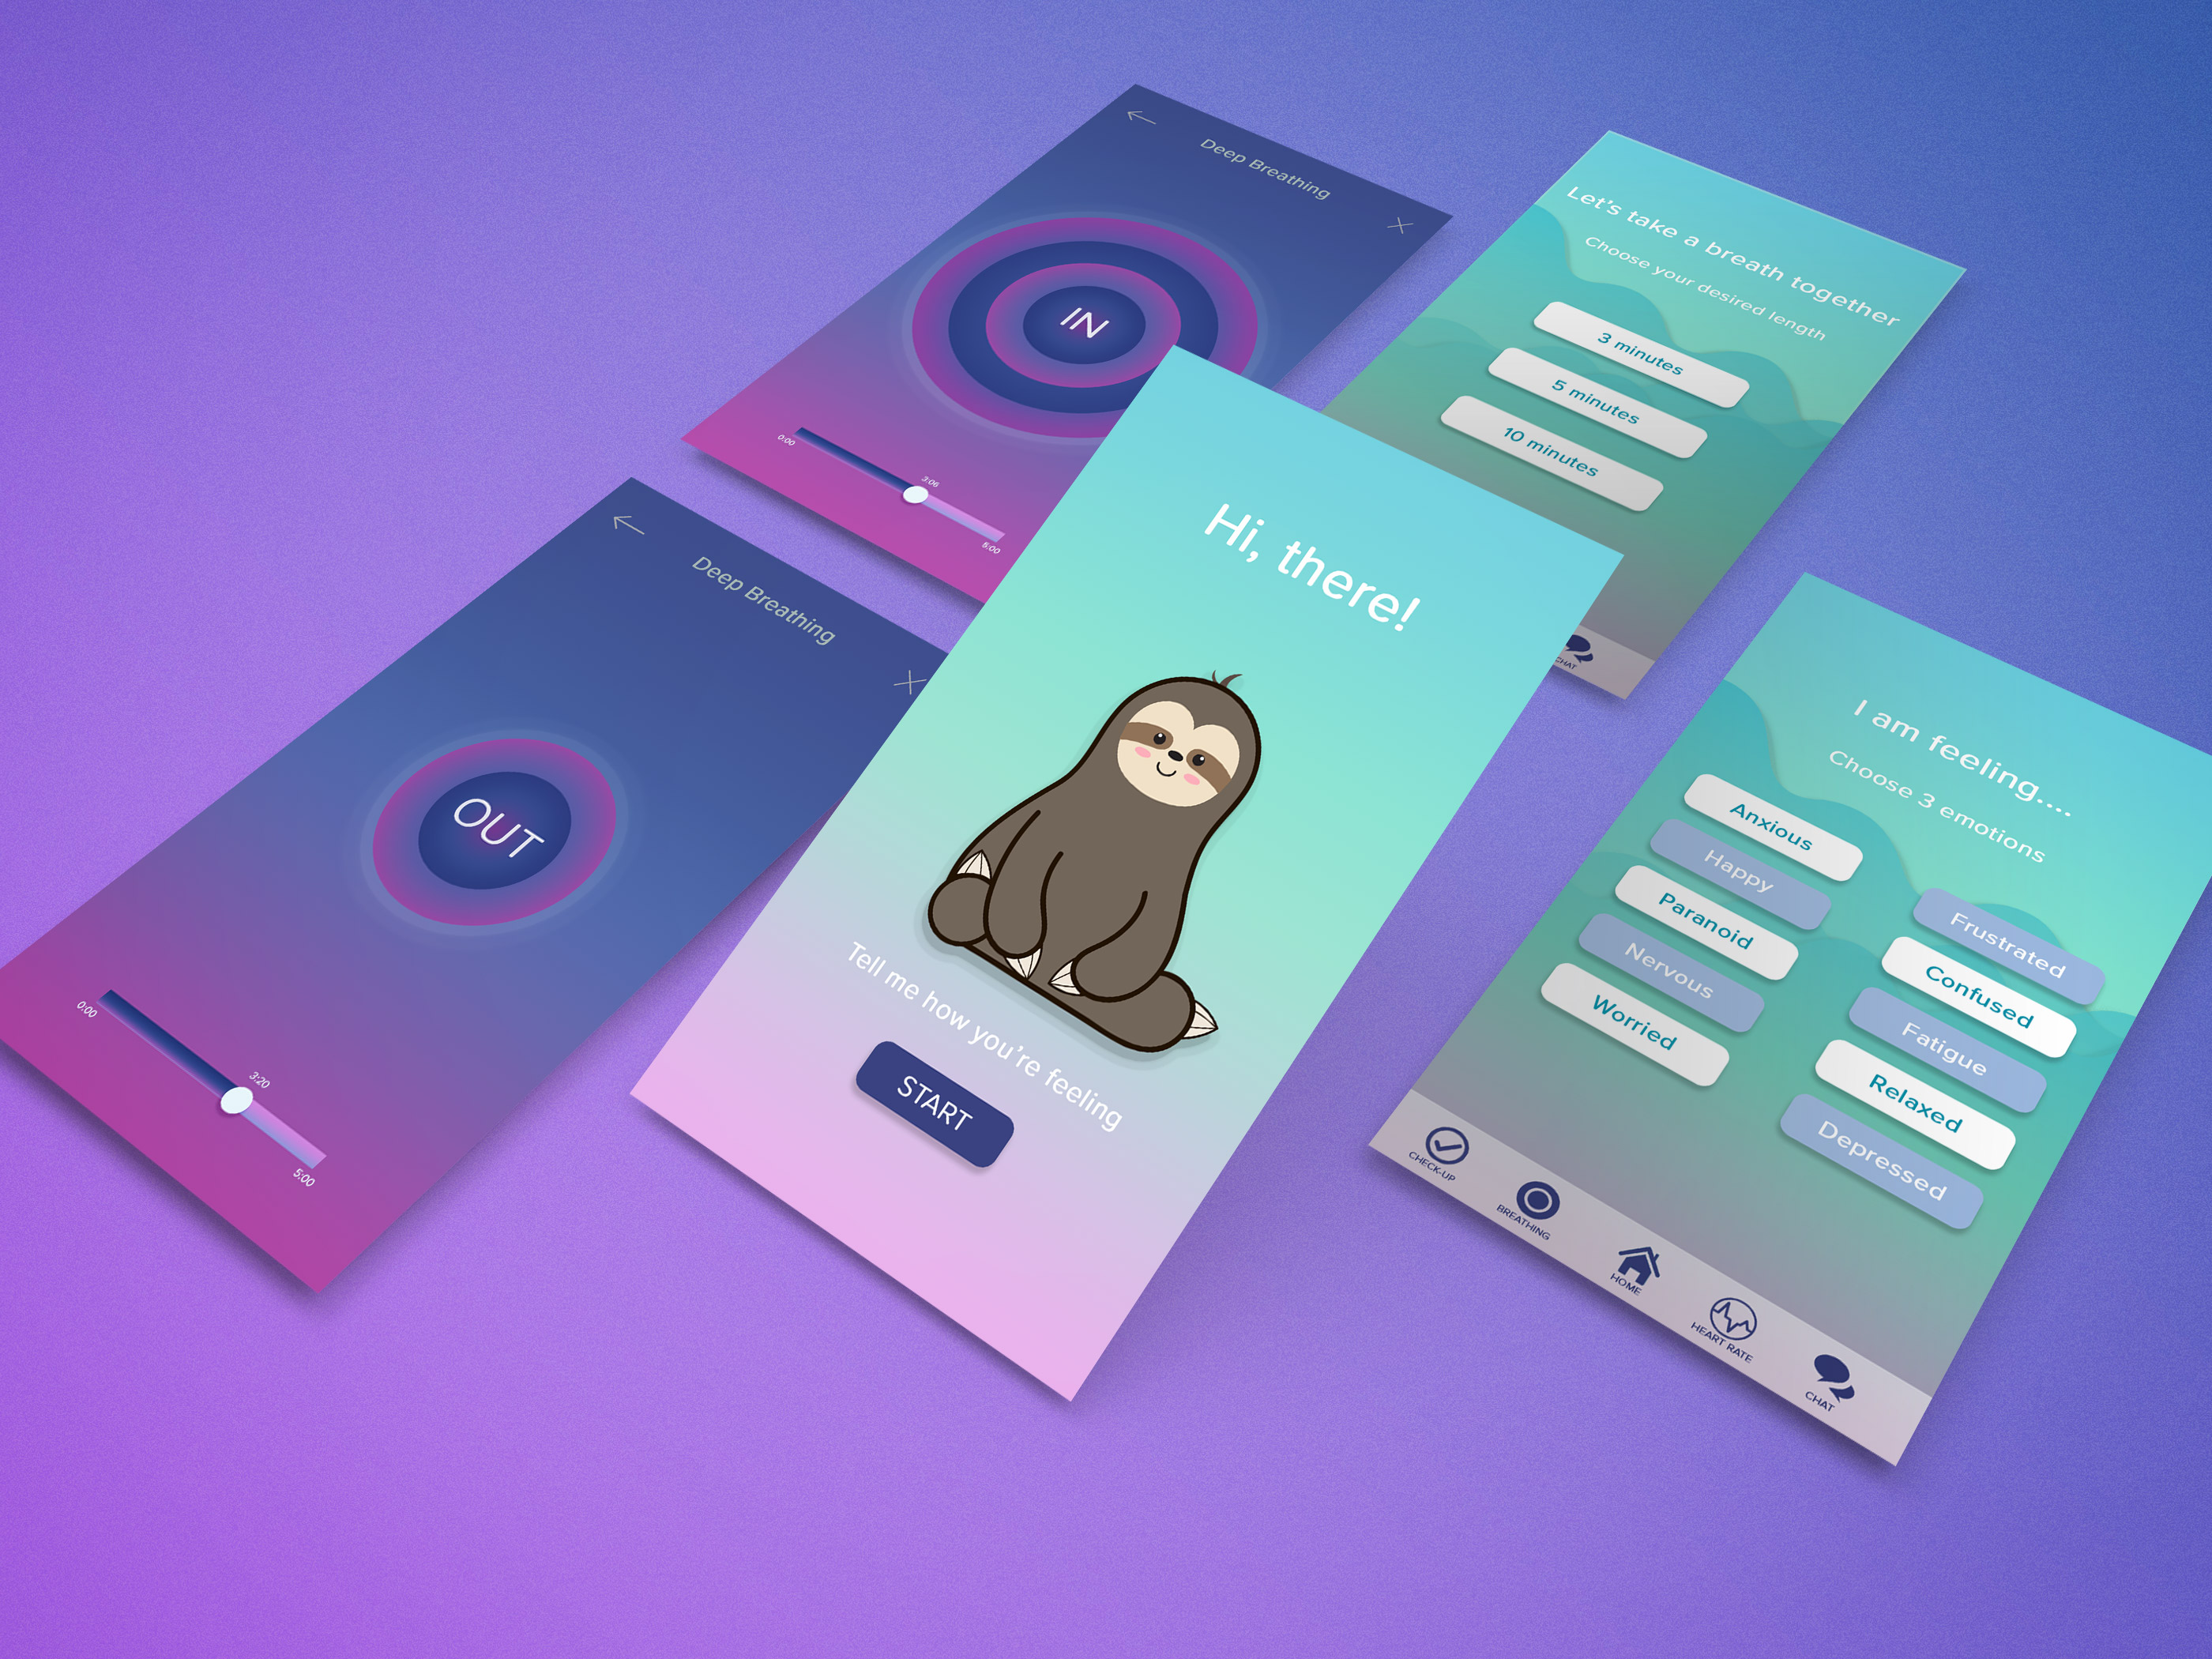 Deep Breathing
IN
0:00
3:06
5:00
Let's take a breath together
Choose your desired length
3 minutes
5 minutes
10 minutes
CHAT
Deep Breathing
OUT
0:00
3:20
5:00
Hi, there!
Tell me how you're feeling
START
I am feeling....
Choose 3 emotions
Anxious
Happy
Paranoid
Nervous
Worried
Frustrated
Confused
Fatigue
Relaxed
Depressed
CHECK-UP
BREATHING
HOME
HEART RATE
CHAT